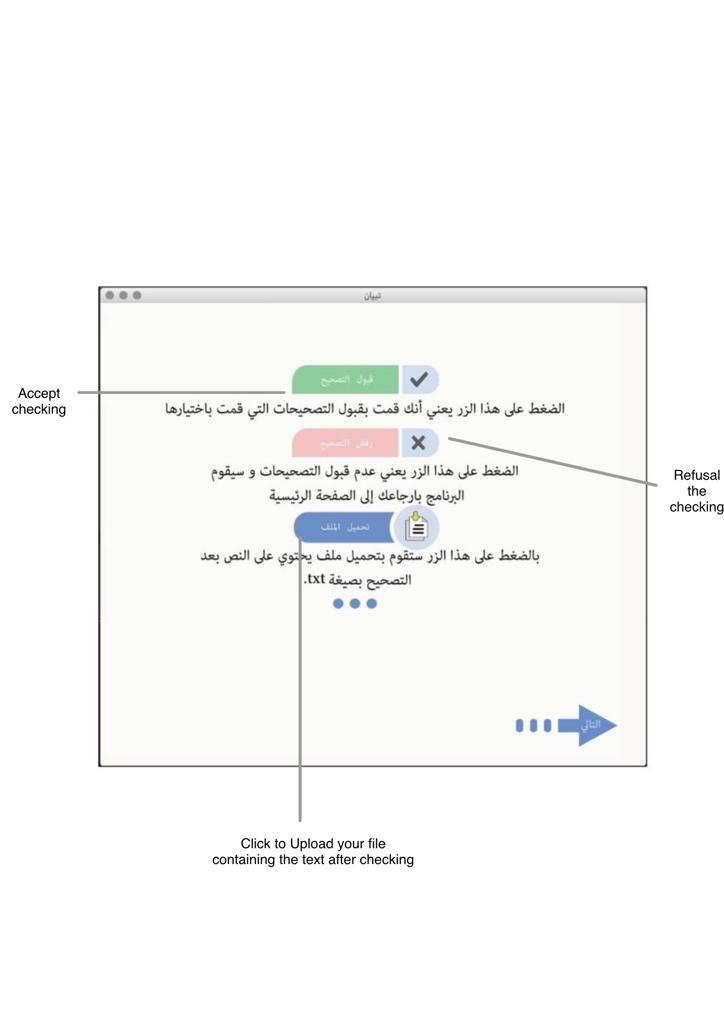 تبيان
قبول التصحيح
Accept
checking
الضغط على هذا الزر يعني أنك قمت بقبول التصحيحات التي قمت باختيارها
رفض التصحيح
الضغط على هذا الزر يعني عدم قبول التصحيحات و سيقوم
البرنامج بارجاعك إلى الصفحة الرئيسية
Refusal
the
checking
تحميل الملف
بالضغط على هذا الزر ستقوم بتحميل ملف يحتوي على النص بعد
التصحيح بصيغة txt.
التالي
Click to Upload your file
containing the text after checking